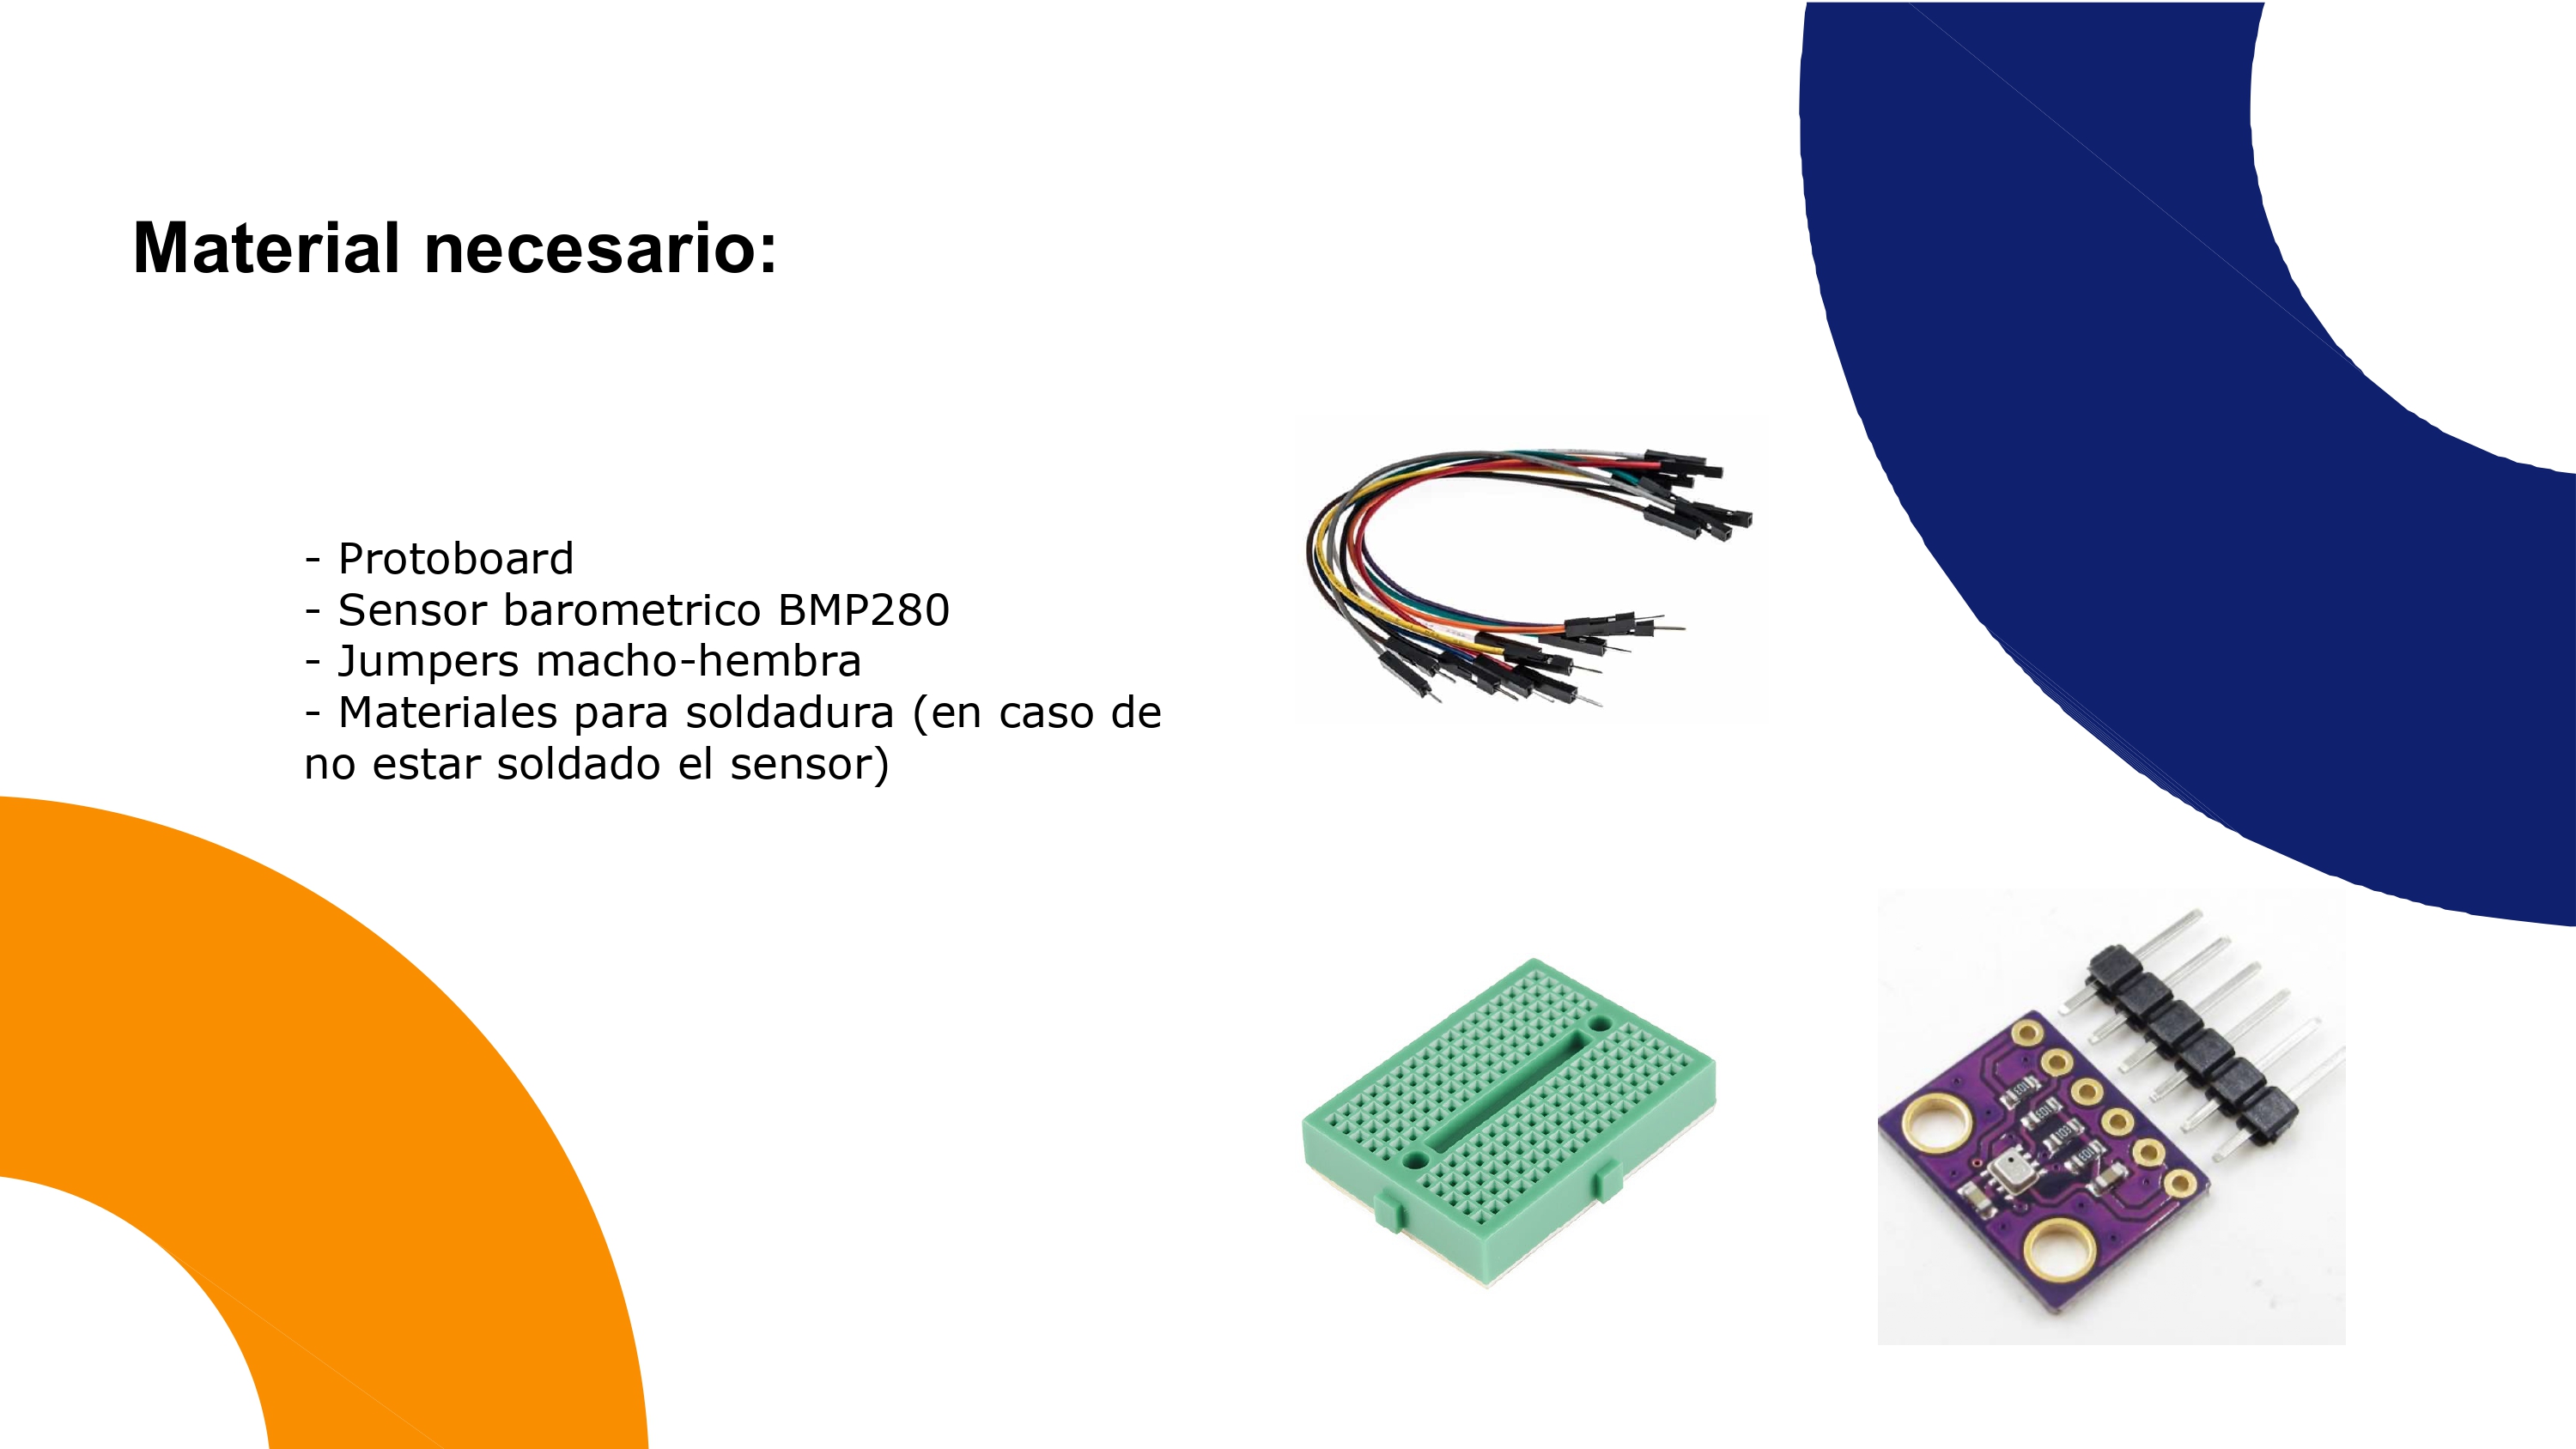 Material necesario:
- Protoboard
- Sensor barometrico BMP280
- Jumpers macho-hembra
- Materiales para soldadura (en caso de
no estar soldado el sensor)